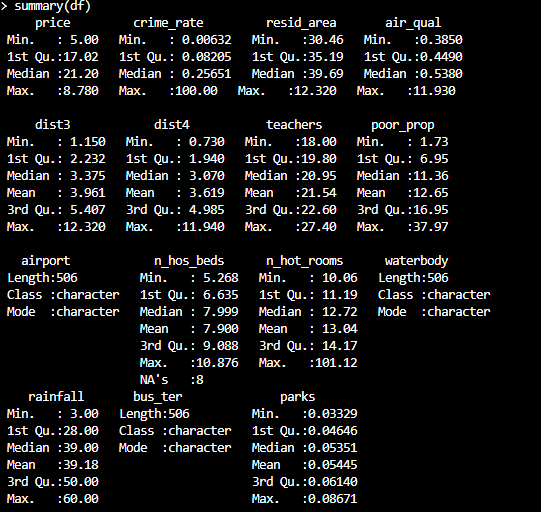 > summary(df)
price crime_rate resid_area air_qual
Min. : 5.00 Min. : 0.00632 Min. :30.46 Min. :0.3850
1st Qu.:17.02 1st Qu.: 0.08205 1st Qu.:35.19 1st Qu.:0.4490
Median :21.20 Median : 0.25651 Median :39.69 Median :0.5380
Max. :8.780 Max. :100.00 Max. :12.320 Max. :11.930
dist3 dist4 teachers poor_prop
Min. : 1.150 Min. : 0.730 Min. :18.00 Min. : 1.73
1st Qu.: 2.232 1st Qu.: 1.940 1st Qu.:19.80 1st Qu.: 6.95
Median : 3.375 Median : 3.070 Median :20.95 Median :11.36
Mean : 3.961 Mean : 3.619 Mean :21.54 Mean :12.65
3rd Qu.: 5.407 3rd Qu.: 4.985 3rd Qu.:22.60 3rd Qu.:16.95
Max. :12.320 Max. :11.940 Max. :27.40 Max. :37.97
airport n_hos_beds n_hot_rooms waterbody
Length:506 Min. : 5.268 Min. : 10.06 Length:506
Class :character 1st Qu.: 6.635 1st Qu.: 11.19 Class :character
Mode :character Median : 7.999 Median : 12.72 Mode :character
Mean : 7.900 Mean : 13.04
3rd Qu.: 9.088 3rd Qu.: 14.17
Max. :10.876 Max. :101.12
NA's :8
rainfall bus_ter parks
Min. : 3.00 Length:506 Min. :0.03329
1st Qu.:28.00 Class :character 1st Qu.:0.04646
Median :39.00 Mode :character Median :0.05351
Mean :39.18 Mean :0.05445
3rd Qu.:50.00 3rd Qu.:0.06140
Max. :60.00 Max. :0.08671